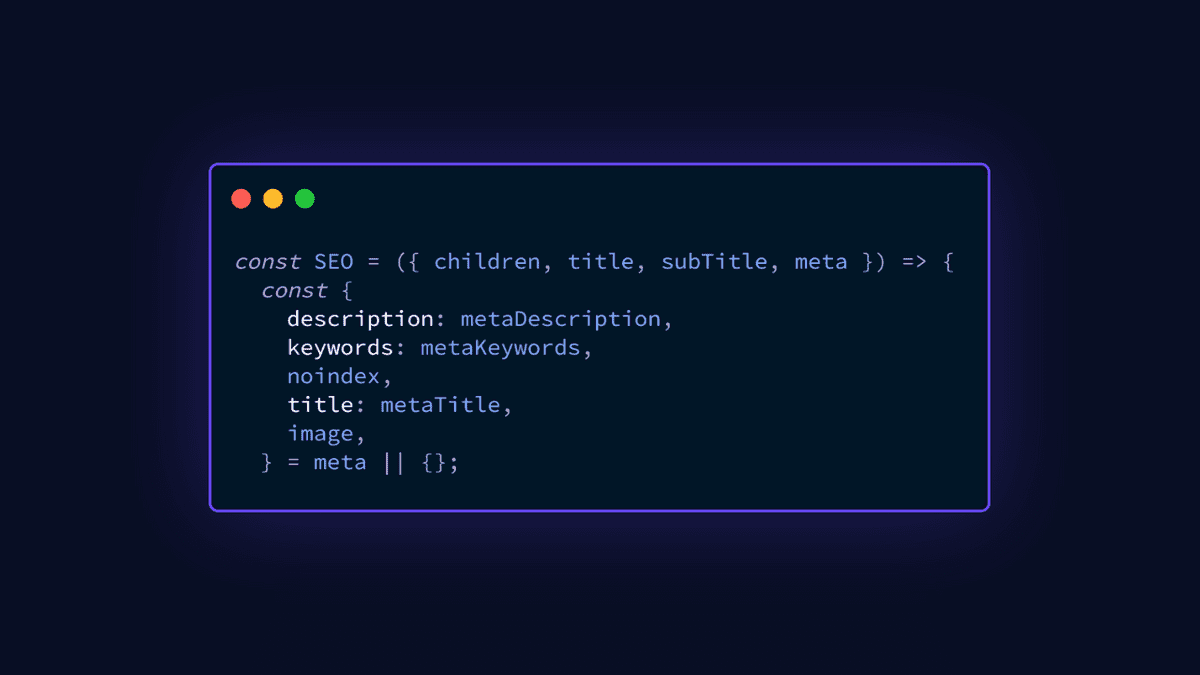 const SEO = ({ children, title, subTitle, meta }) => {
  const {
    description: metaDescription,
    keywords: metaKeywords,
    noindex,
    title: metaTitle,
    image,
  } = meta || {};